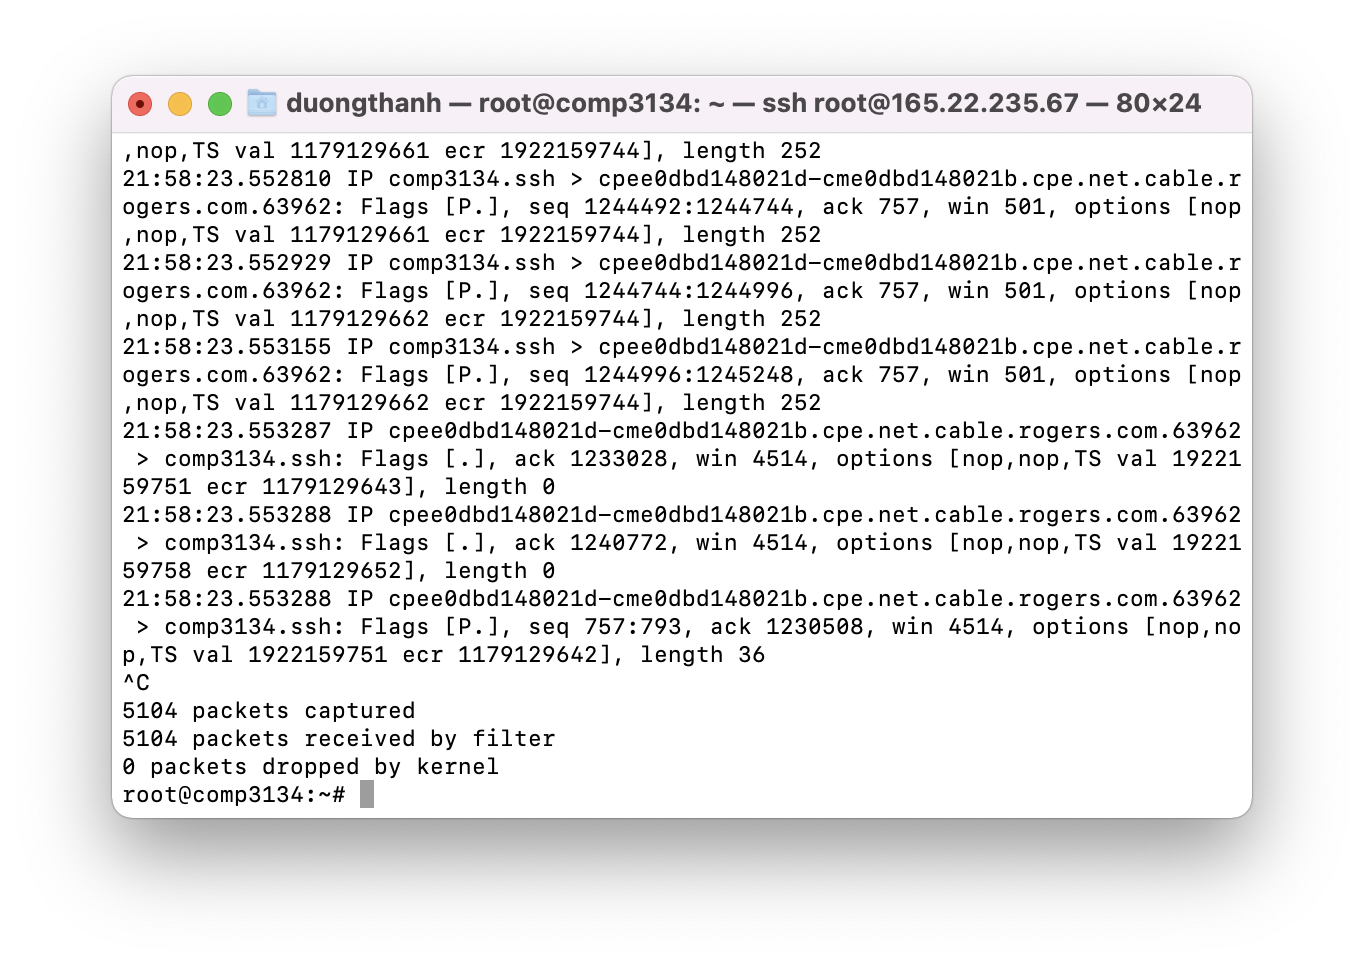 duongthanh — root@comp3134: ~ — ssh root@165.22.235.67 — 80×24
,nop,TS val 1179129661 ecr 1922159744], length 252
21:58:23.552810 IP comp3134.ssh > cpee0dbd148021d-cme0dbd148021b.cpe.net.cable.r
ogers.com.63962: Flags [P.], seq 1244492:1244744, ack 757, win 501, options [nop
,nop,TS val 1179129661 ecr 1922159744], length 252
21:58:23.552929 IP comp3134.ssh > cpee0dbd148021d-cme0dbd148021b.cpe.net.cable.r
ogers.com.63962: Flags [P.], seq 1244744:1244996, ack 757, win 501, options [nop
,nop,TS val 1179129662 ecr 1922159744], length 252
21:58:23.553155 IP comp3134.ssh > cpee0dbd148021d-cme0dbd148021b.cpe.net.cable.r
ogers.com.63962: Flags [P.], seq 1244996:1245248, ack 757, win 501, options [nop
,nop,TS val 1179129662 ecr 1922159744], length 252
21:58:23.553287 IP cpee0dbd148021d-cme0dbd148021b.cpe.net.cable.rogers.com.63962
 > comp3134.ssh: Flags [.], ack 1233028, win 4514, options [nop,nop,TS val 19221
59751 ecr 1179129643], length 0
21:58:23.553288 IP cpee0dbd148021d-cme0dbd148021b.cpe.net.cable.rogers.com.63962
 > comp3134.ssh: Flags [.], ack 1240772, win 4514, options [nop,nop,TS val 19221
59758 ecr 1179129652], length 0
21:58:23.553288 IP cpee0dbd148021d-cme0dbd148021b.cpe.net.cable.rogers.com.63962
 > comp3134.ssh: Flags [P.], seq 757:793, ack 1230508, win 4514, options [nop,no
p,TS val 1922159751 ecr 1179129642], length 36
^C
5104 packets captured
5104 packets received by filter
0 packets dropped by kernel
root@comp3134:~#